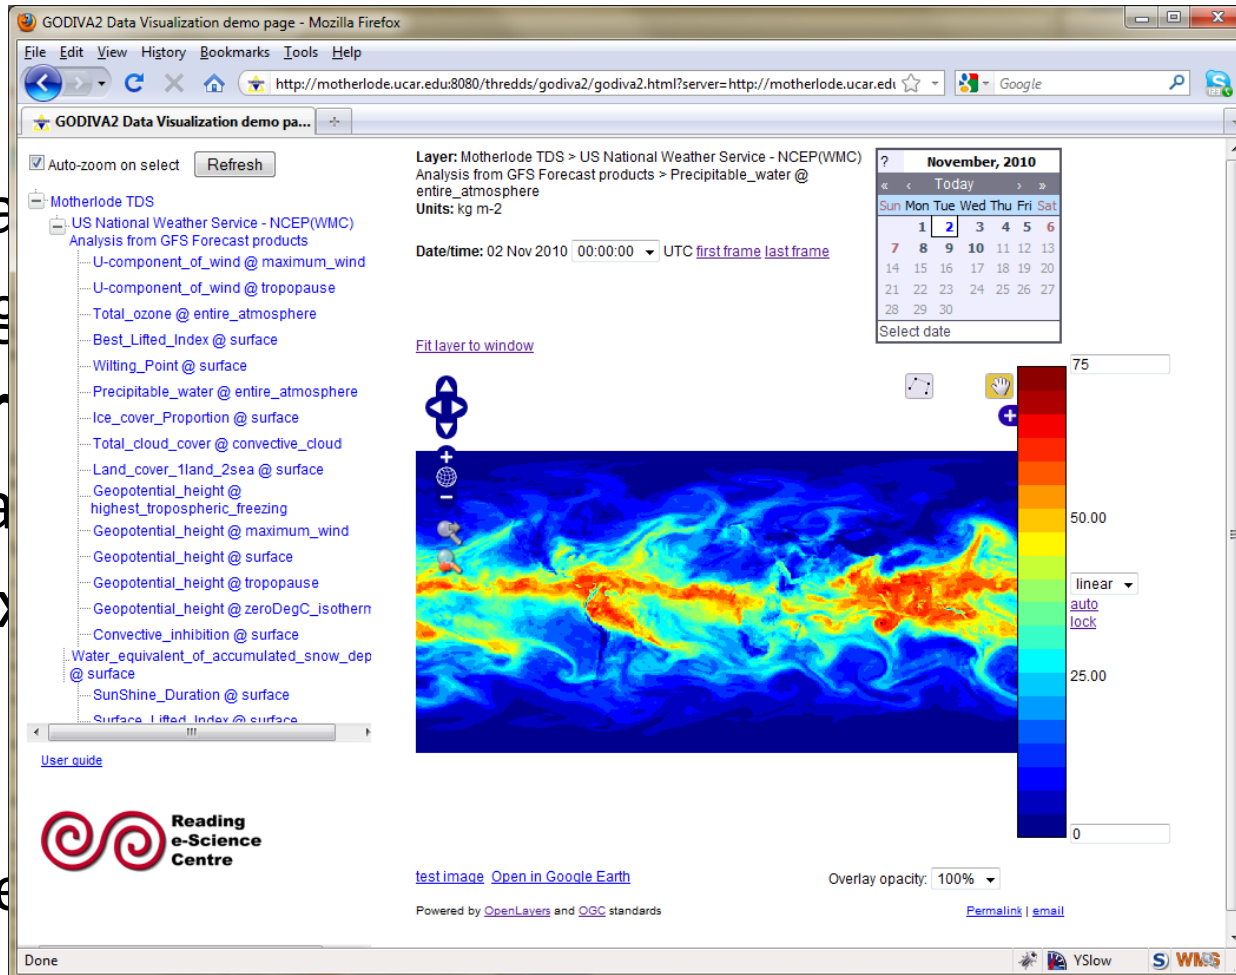 GODIVA2 Data Visualization demo page - Mozilla Firefox
File Edit View History Bookmarks Tools Help
http://motherlode.ucar.edu:8080/thredds/godiva2/godiva2.html?server=http://motherlode.ucar.edu
Google
GODIVA2 Data Visualization demo pa...
Auto-zoom on select Refresh
Motherlode TDS
US National Weather Service - NCEP(WMC)
Analysis from GFS Forecast products
U-component_of_wind @ maximum_wind
U-component_of_wind @ tropopause
Total_ozone @ entire_atmosphere
Best_Lifted_Index @ surface
Wilting_Point @ surface
Precipitable_water @ entire_atmosphere
Ice_cover_Proportion @ surface
Total_cloud_cover @ convective_cloud
Land_cover_1land_2sea @ surface
Geopotential_height @
highest_tropospheric_freezing
Geopotential_height @ maximum_wind
Geopotential_height @ surface
Geopotential_height @ tropopause
Geopotential_height @ zeroDegC_isotherm
Convective_inhibition @ surface
Water_equivalent_of_accumulated_snow_dep
@ surface
SunShine_Duration @ surface
Surface_Lifted_Index @ surface
User guide
Reading
e-Science
Centre
Layer: Motherlode TDS > US National Weather Service - NCEP(WMC)
Analysis from GFS Forecast products > Precipitable_water @
entire_atmosphere
Units: kg m-2
Date/time: 02 Nov 2010 00:00:00 UTC first frame last frame
Fit layer to window
? November, 2010
« ‹ Today › »
Sun Mon Tue Wed Thu Fri Sat
1 2 3 4 5 6
7 8 9 10 11 12 13
14 15 16 17 18 19 20
21 22 23 24 25 26 27
28 29 30
Select date
75
50.00
linear
auto
lock
25.00
0
test image Open in Google Earth
Overlay opacity: 100%
Powered by OpenLayers and OGC standards
Permalink | email
Done
YSlow
WMS